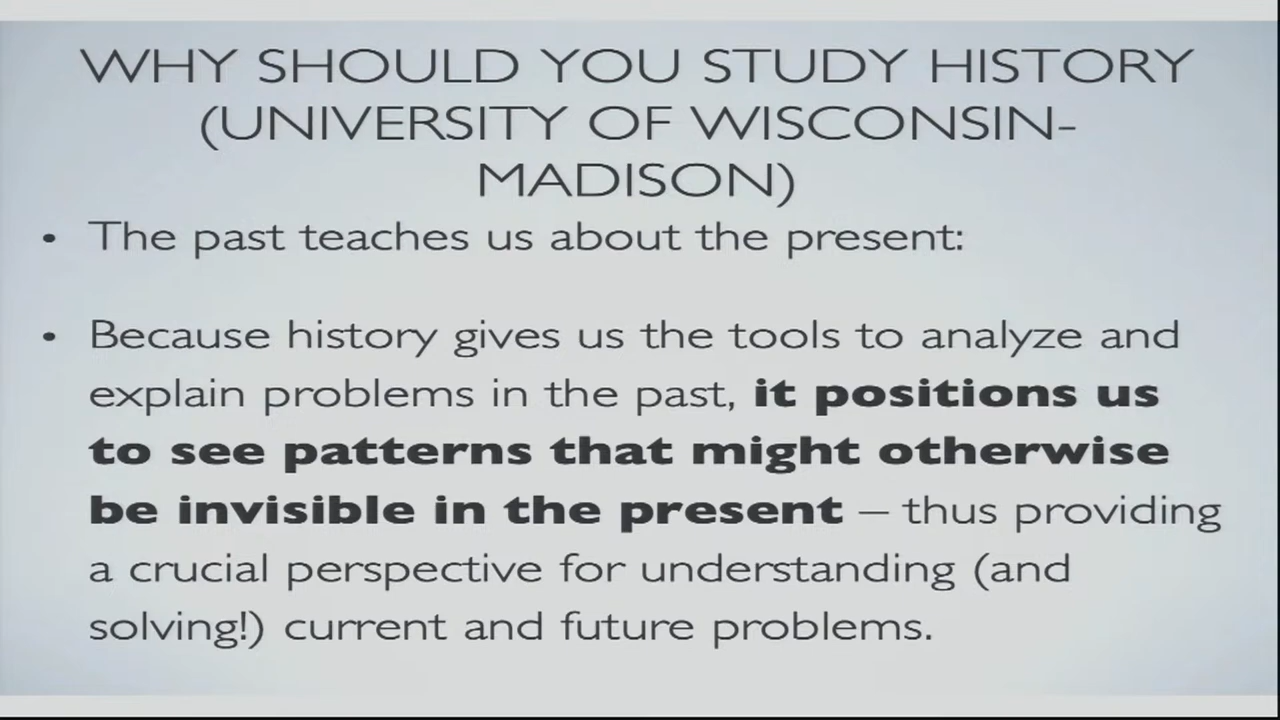 WHY SHOULD YOU STUDY HISTORY
(UNIVERSITY OF WISCONSIN-
MADISON)
• The past teaches us about the present:
• Because history gives us the tools to analyze and
explain problems in the past, it positions us
to see patterns that might otherwise
be invisible in the present – thus providing
a crucial perspective for understanding (and
solving!) current and future problems.